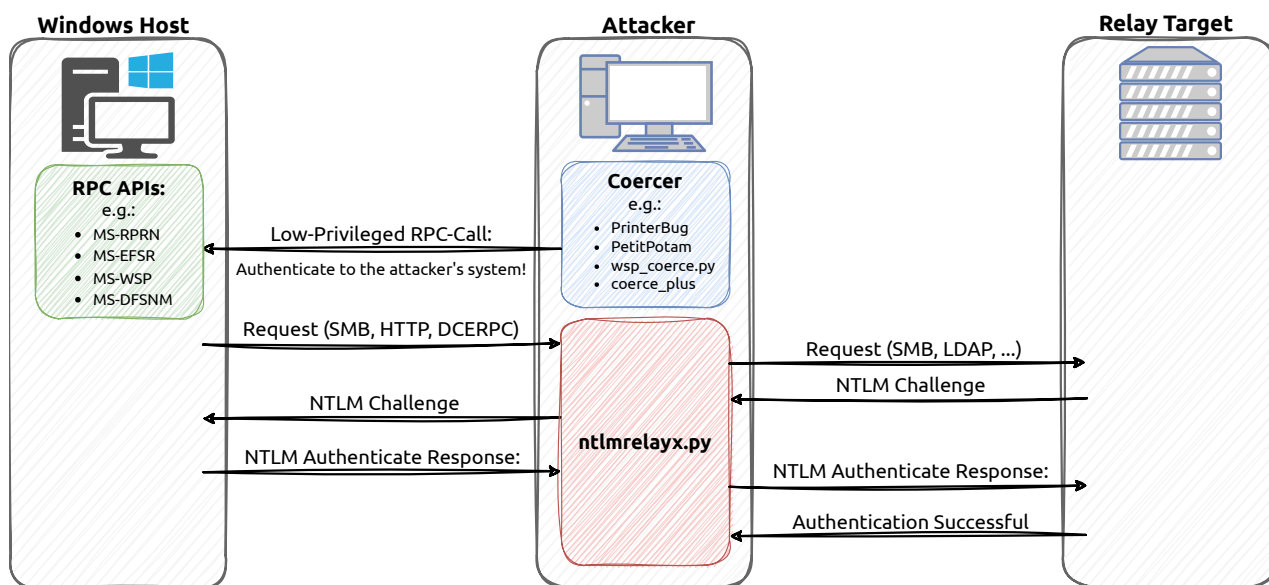 Windows Host
Attacker
Relay Target
RPC APIs:
e.g.:
• MS-RPRN
• MS-EFSR
• MS-WSP
• MS-DFSNM
Coercer
e.g.:
• PrinterBug
• PetitPotam
• wsp_coerce.py
• coerce_plus
Low-Privileged RPC-Call:
Authenticate to the attacker's system!
Request (SMB, HTTP, DCERPC)
Request (SMB, LDAP, ...)
NTLM Challenge
NTLM Challenge
ntlmrelayx.py
NTLM Authenticate Response:
NTLM Authenticate Response:
Authentication Successful